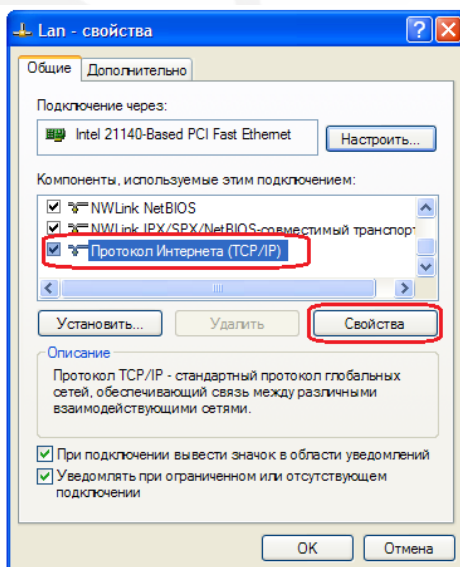 Lan - свойства
Общие Дополнительно
Подключение через:
Intel 21140-Based PCI Fast Ethernet Настроить...
Компоненты, используемые этим подключением:
NWLink NetBIOS
NWLink IPX/SPX/NetBIOS-совместимый транспорт
Протокол Интернета (TCP/IP)
Установить... Удалить Свойства
Описание
Протокол TCP/IP - стандартный протокол глобальных
сетей, обеспечивающий связь между различными
взаимодействующими сетями.
При подключении вывести значок в области уведомлений
Уведомлять при ограниченном или отсутствующем
подключении
OK Отмена